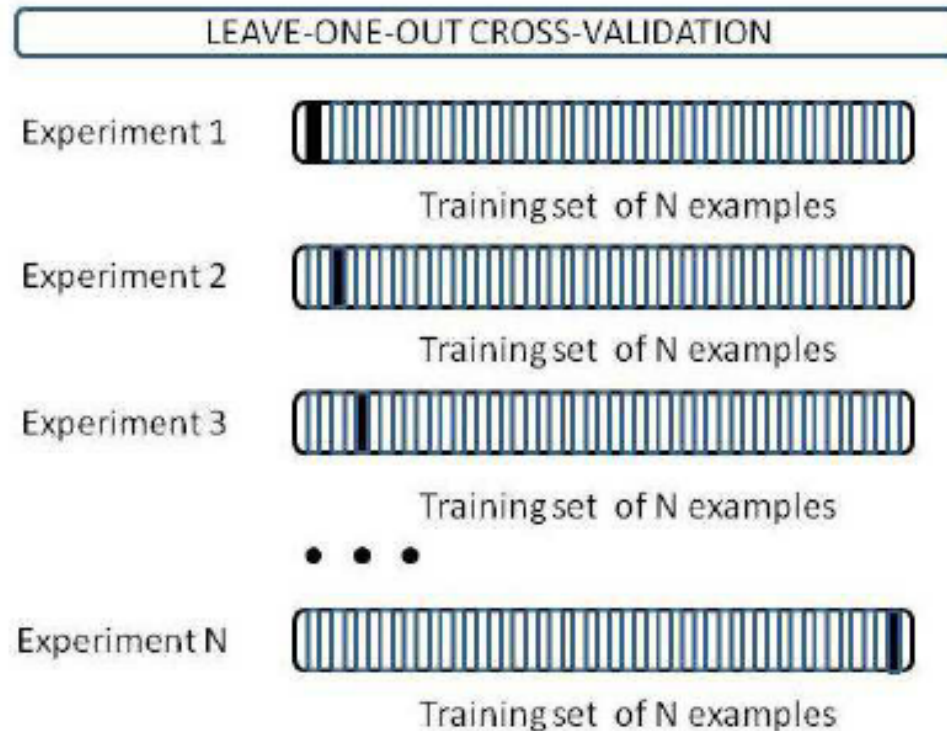 LEAVE-ONE-OUT CROSS-VALIDATION
Experiment 1
Training set of N examples
Experiment 2
Training set of N examples
Experiment 3
Training set of N examples
• • •
Experiment N
Training set of N examples